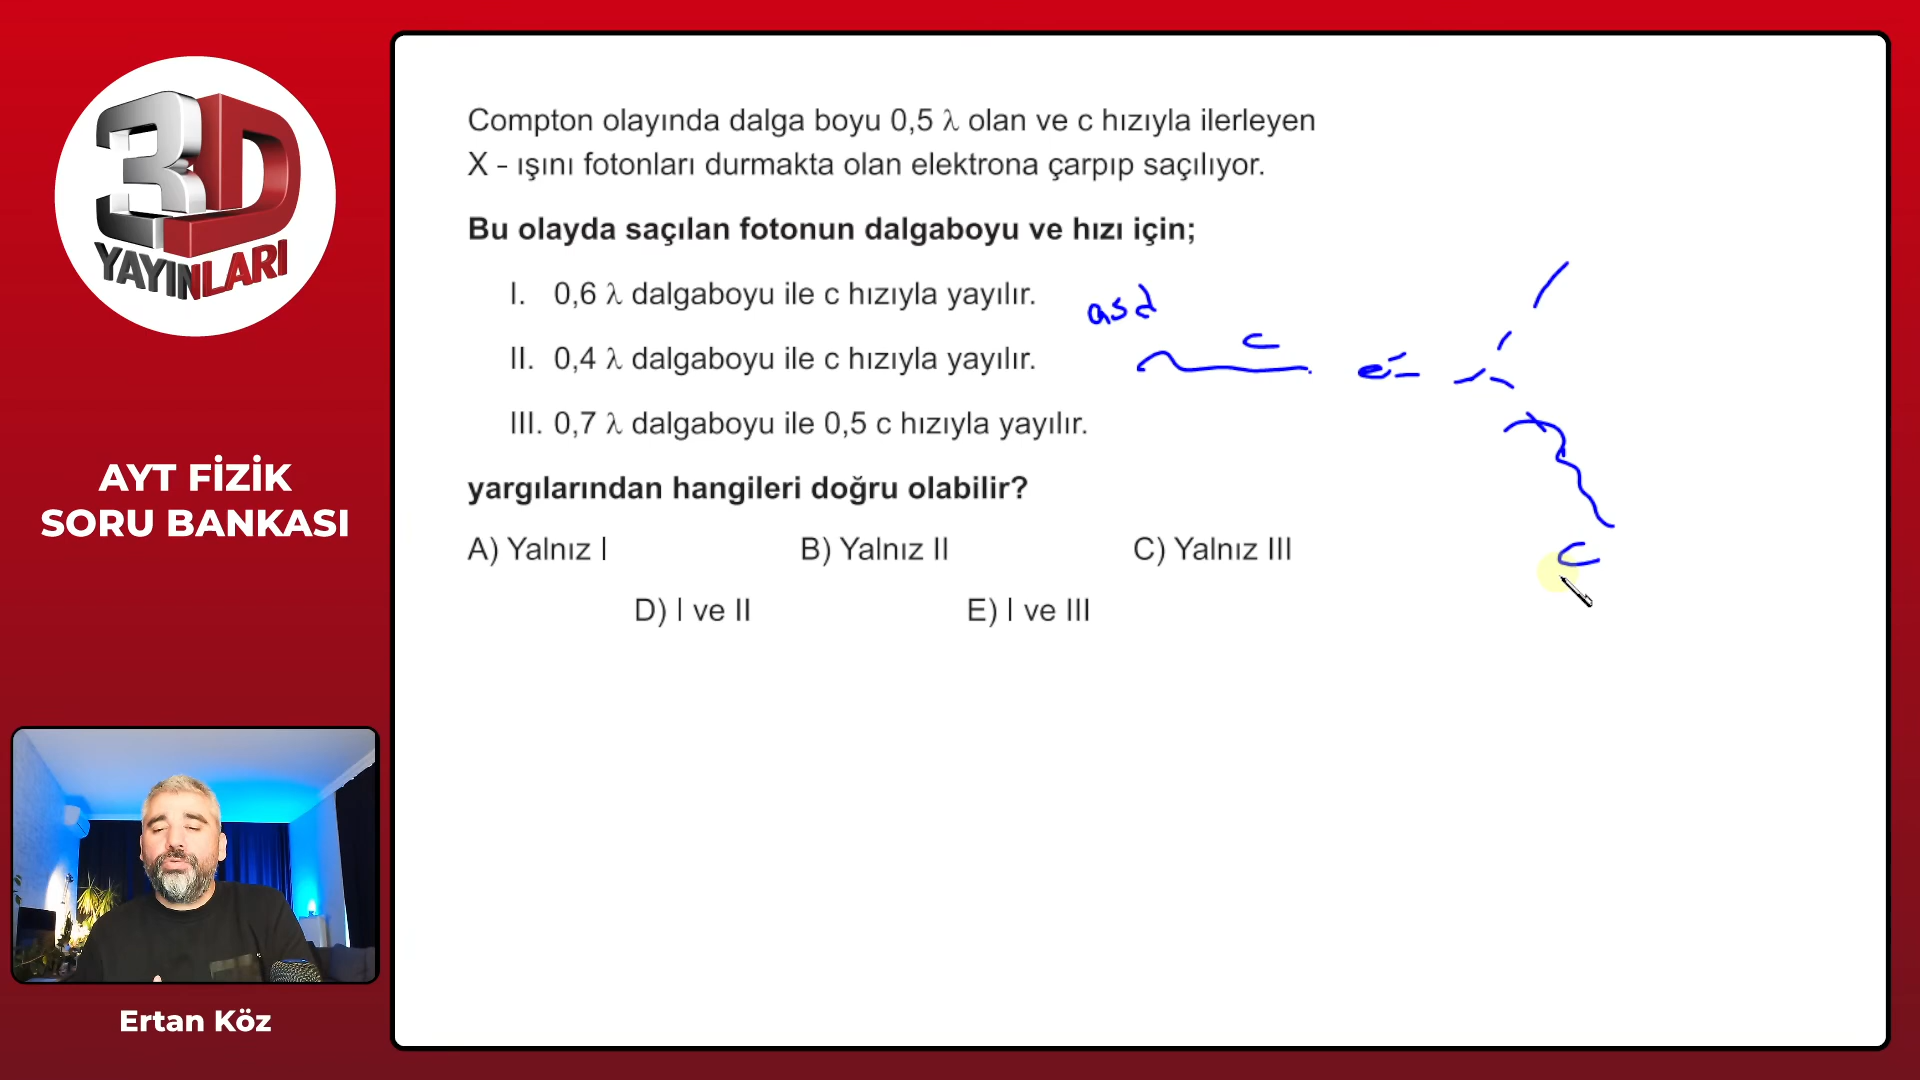 3D
YAYINLARI
AYT FİZİK
SORU BANKASI
Ertan Köz
Compton olayında dalga boyu 0,5 λ olan ve c hızıyla ilerleyen
X - ışını fotonları durmakta olan elektrona çarpıp saçılıyor.
Bu olayda saçılan fotonun dalgaboyu ve hızı için;
I. 0,6 λ dalgaboyu ile c hızıyla yayılır.
II. 0,4 λ dalgaboyu ile c hızıyla yayılır.
III. 0,7 λ dalgaboyu ile 0,5 c hızıyla yayılır.
yargılarından hangileri doğru olabilir?
A) Yalnız I B) Yalnız II C) Yalnız III
D) I ve II E) I ve III
0,5λ
c
e⁻
c